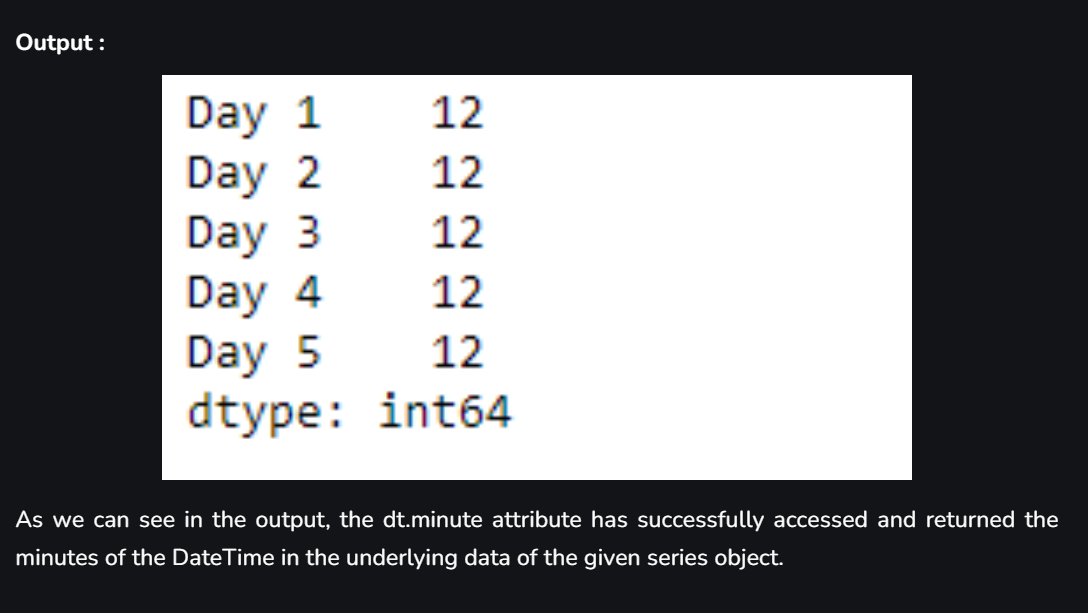 Output :
Day 1 12
Day 2 12
Day 3 12
Day 4 12
Day 5 12
dtype: int64
As we can see in the output, the dt.minute attribute has successfully accessed and returned the
minutes of the DateTime in the underlying data of the given series object.